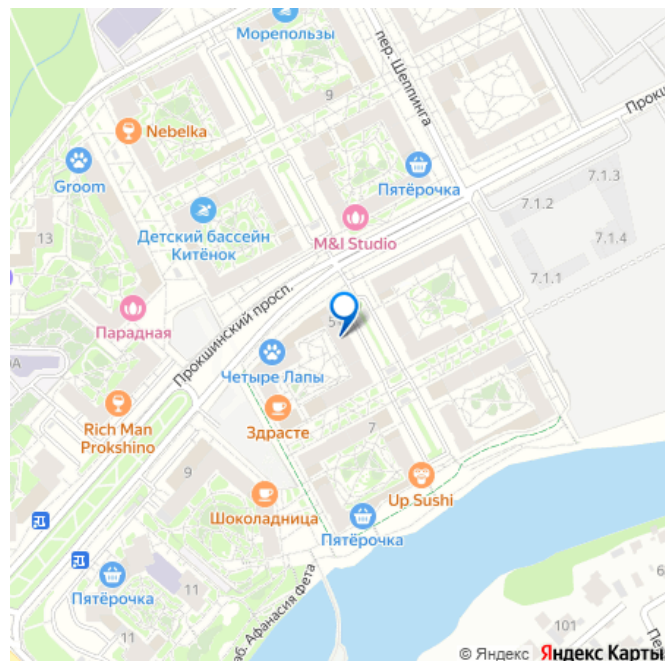 Морепользы
9
пер. Шеппинга
Nebelka
Groom
Пятёрочка
7.1.3
7.1.2
7.1.4
Детский бассейн
Китёнок
M&I Studio
13
7.1.1
Прокшинский просп.
Парадная
5
Четыре Лапы
Rich Man
Prokshino
Здрасте
7
9
Up Sushi
Шоколадница
Пятёрочка
Пятёрочка
11
11
Афанасия Фета
101
© Яндекс Яндекс Карты